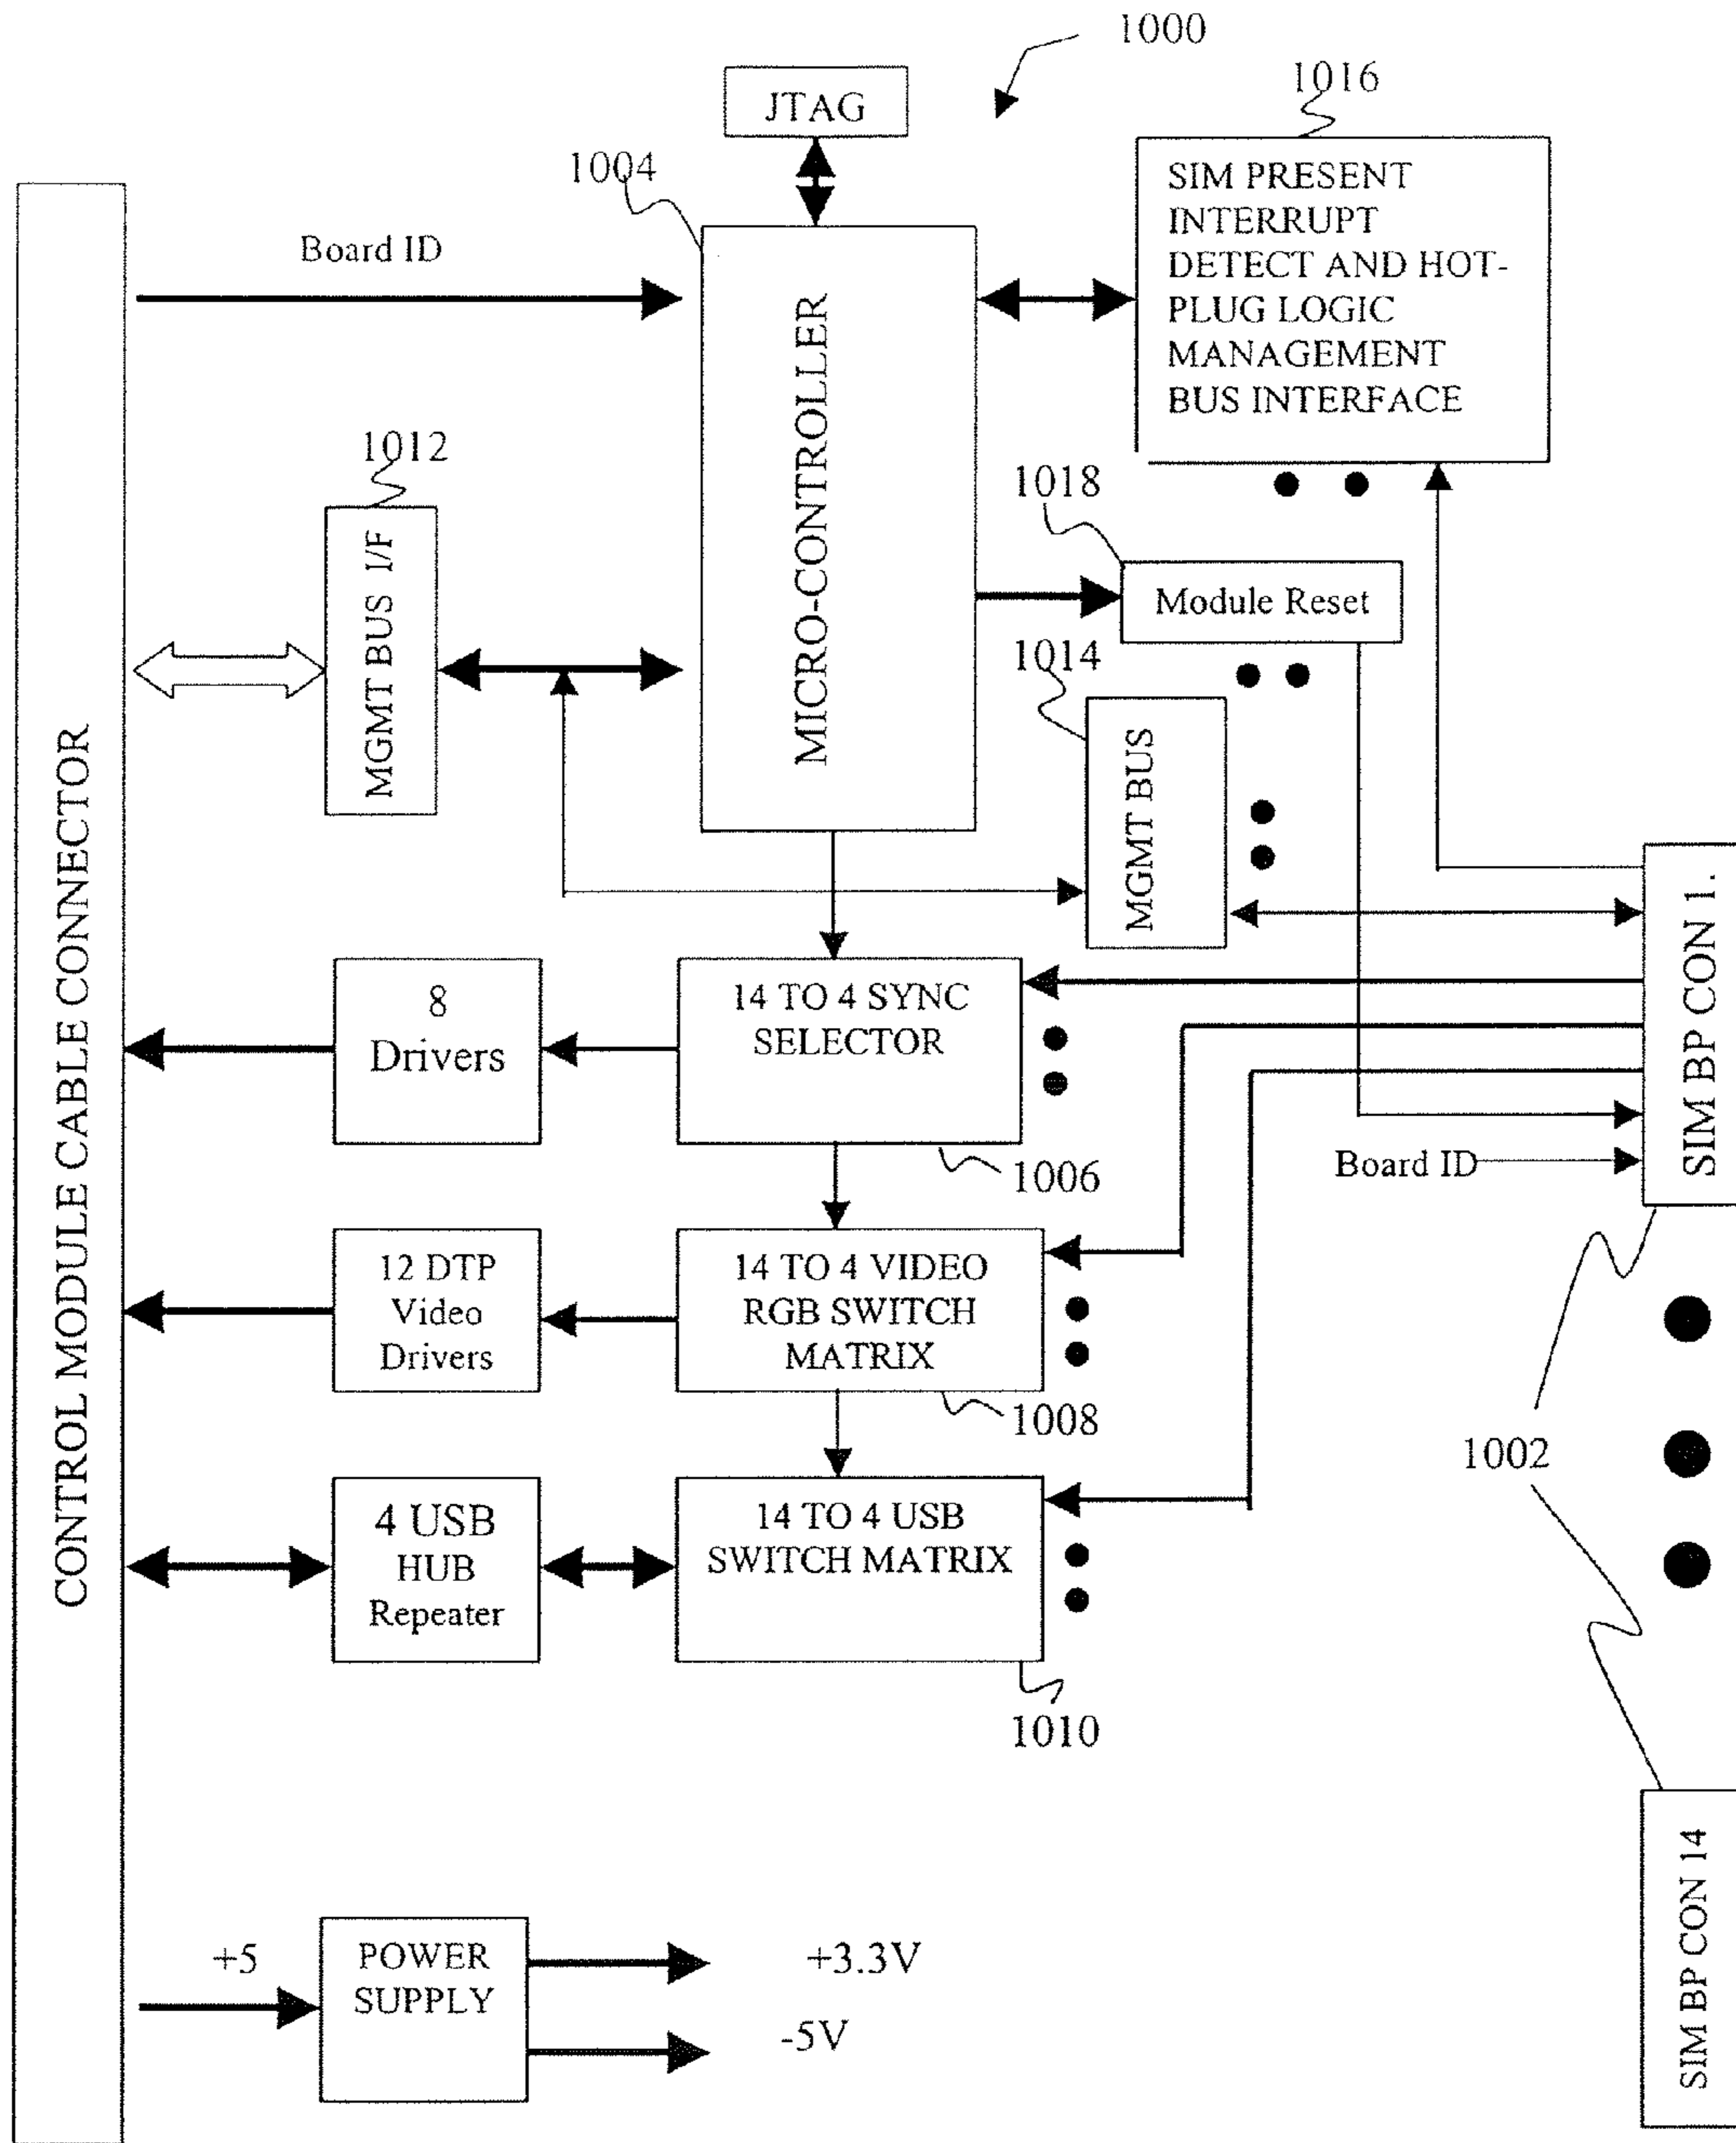 1000
JTAG
1016
1004
SIM PRESENT
INTERRUPT
DETECT AND HOT-
PLUG LOGIC
MANAGEMENT
BUS INTERFACE
Board ID
MICRO-CONTROLLER
1012
MGMT BUS I/F
1018
Module Reset
1014
MGMT BUS
CONTROL MODULE CABLE CONNECTOR
SIM BP CON 1.
8
Drivers
14 TO 4 SYNC
SELECTOR
1006
Board ID
12 DTP
Video
Drivers
14 TO 4 VIDEO
RGB SWITCH
MATRIX
1008
1002
4 USB
HUB
Repeater
14 TO 4 USB
SWITCH MATRIX
1010
SIM BP CON 14
+5
POWER
SUPPLY
+3.3V
-5V